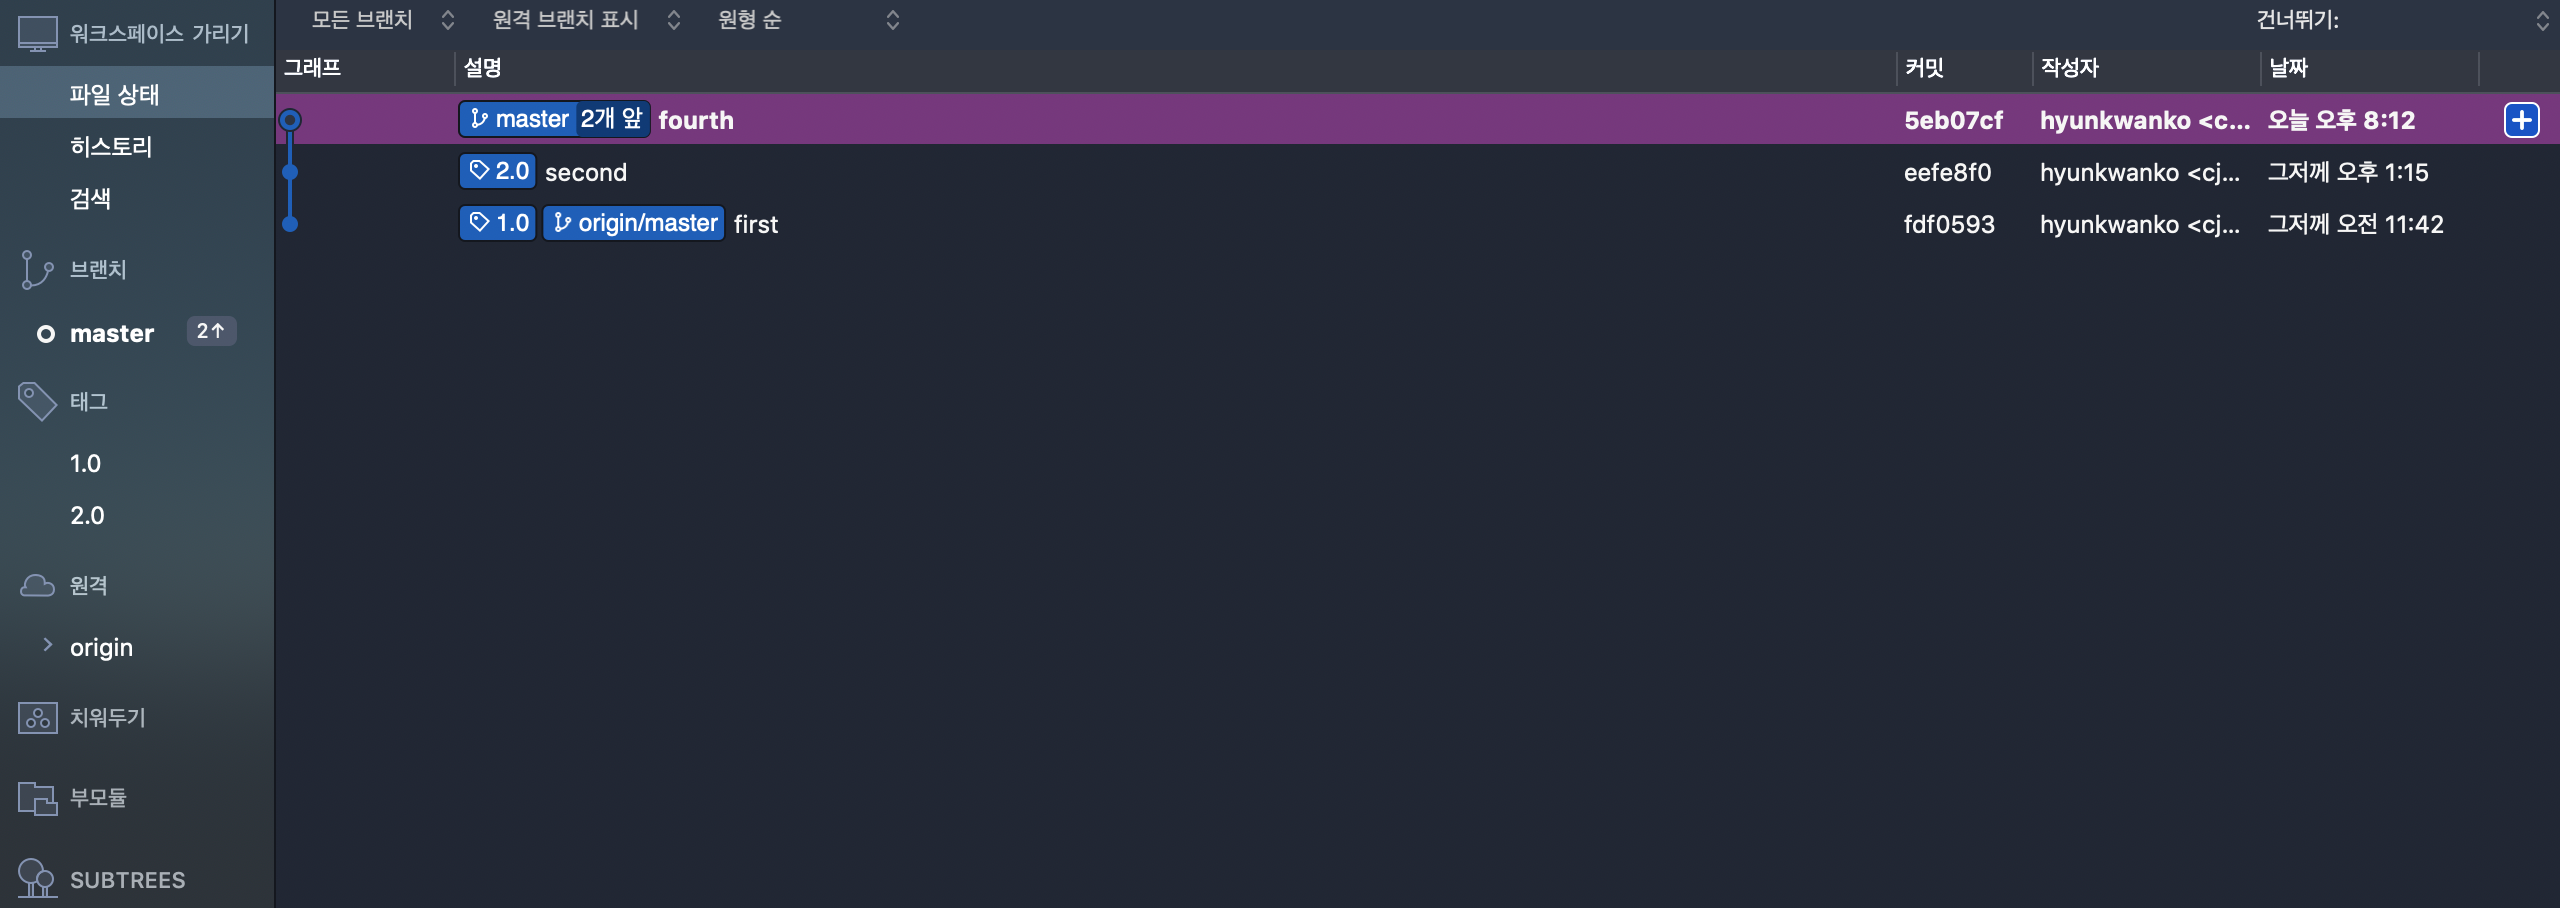 워크스페이스 가리기
파일 상태
히스토리
검색
브랜치
master 2↑
태그
1.0
2.0
원격
origin
치워두기
부모듈
SUBTREES
모든 브랜치 원격 브랜치 표시 원형 순 건너뛰기:
그래프 설명 커밋 작성자 날짜
master 2개 앞 fourth 5eb07cf hyunkwanko <c... 오늘 오후 8:12
2.0 second eefe8f0 hyunkwanko <cj... 그저께 오후 1:15
1.0 origin/master first fdf0593 hyunkwanko <cj... 그저께 오전 11:42